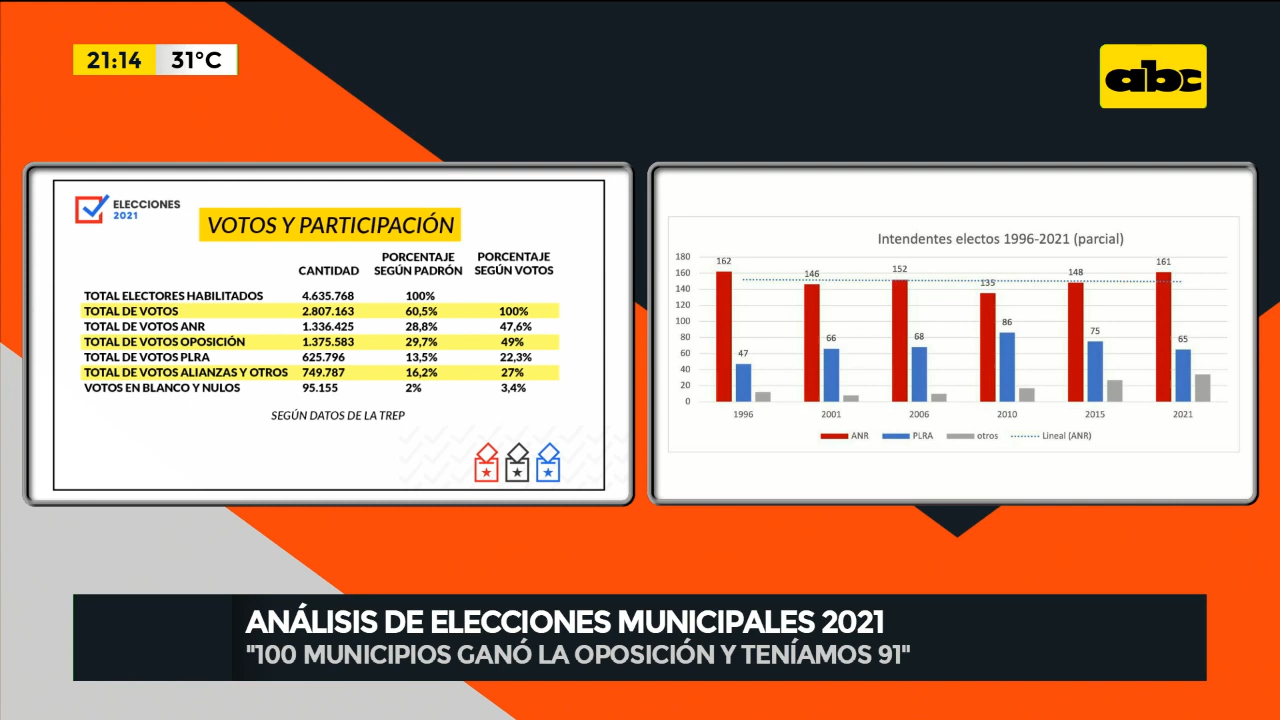 21:14 31°C
abc
ELECCIONES
2021
VOTOS Y PARTICIPACIÓN
CANTIDAD PORCENTAJE SEGÚN PADRÓN PORCENTAJE SEGÚN VOTOS
TOTAL ELECTORES HABILITADOS 4.635.768 100%
TOTAL DE VOTOS 2.807.163 60,5% 100%
TOTAL DE VOTOS ANR 1.336.425 28,8% 47,6%
TOTAL DE VOTOS OPOSICIÓN 1.375.583 29,7% 49%
TOTAL DE VOTOS PLRA 625.796 13,5% 22,3%
TOTAL DE VOTOS ALIANZAS Y OTROS 749.787 16,2% 27%
VOTOS EN BLANCO Y NULOS 95.155 2% 3,4%
SEGÚN DATOS DE LA TREP
Intendentes electos 1996-2021 (parcial)
180
160
140
120
100
80
60
40
20
0
162 47
146 66
152 68
135 86
148 75
161 65
1996 2001 2006 2010 2015 2021
ANR PLRA otros Lineal (ANR)
ANÁLISIS DE ELECCIONES MUNICIPALES 2021
"100 MUNICIPIOS GANÓ LA OPOSICIÓN Y TENÍAMOS 91"